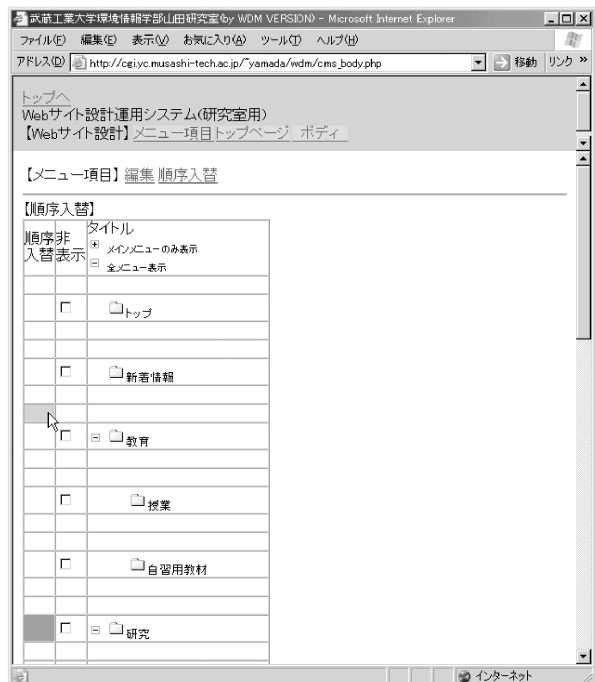 武蔵工業大学環境情報学部山田研究室(by WDM VERSION) - Microsoft Internet Explorer
ファイル(F) 編集(E) 表示(V) お気に入り(A) ツール(T) ヘルプ(H)
アドレス(D) http://cgi.yc.musashi-tech.ac.jp/~yamada/wdm/cms_body.php 移動 リンク »
トップへ
Webサイト設計運用システム(研究室用)
【Webサイト設計】メニュー項目 トップページ ボディ
【メニュー項目】 編集 順序入替
【順序入替】
順序入替 非表示 タイトル
メインメニューのみ表示
全メニュー表示
トップ
新着情報
教育
授業
自習用教材
研究
インターネット